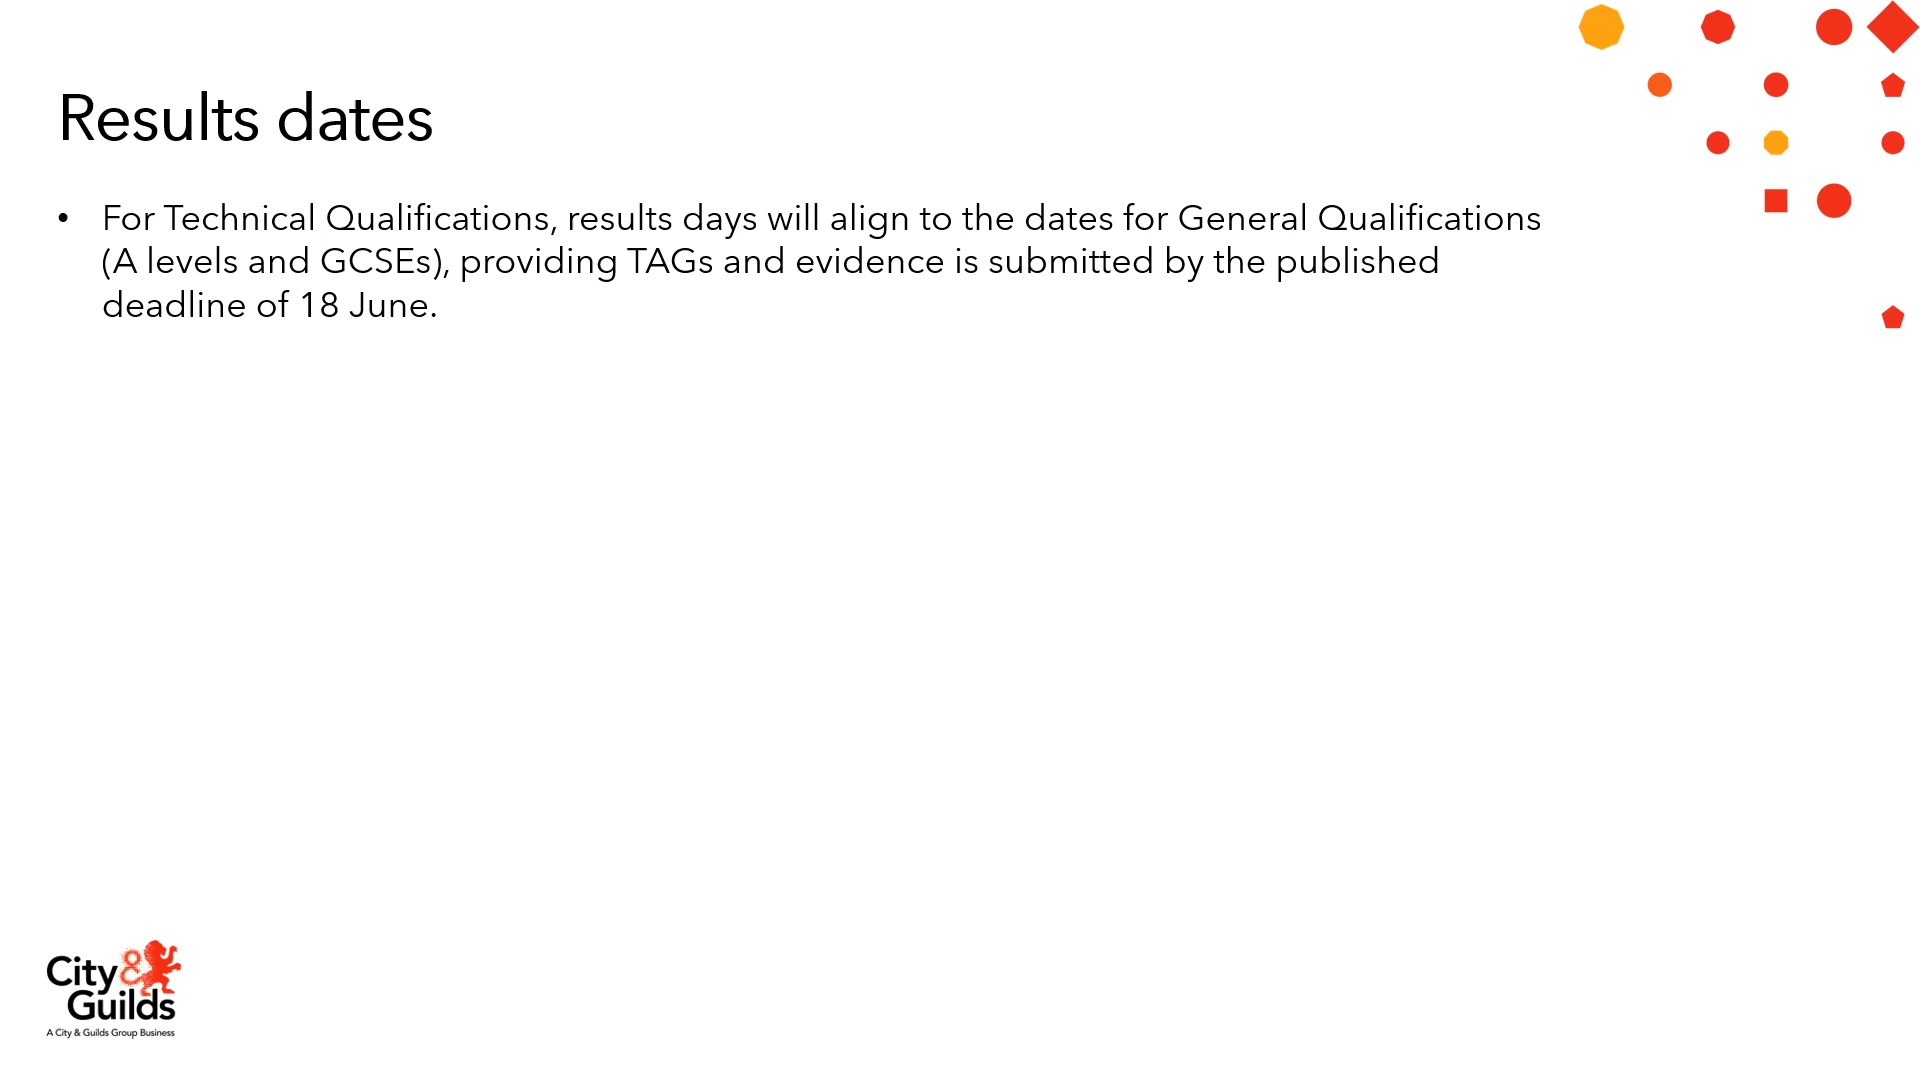 Results dates
• For Technical Qualifications, results days will align to the dates for General Qualifications
(A levels and GCSEs), providing TAGs and evidence is submitted by the published
deadline of 18 June.
City &
Guilds
A City & Guilds Group Business